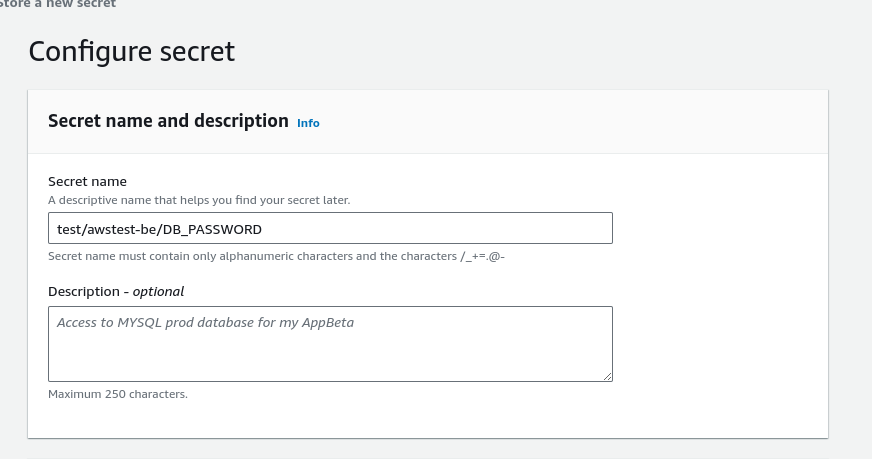 Store a new secret
Configure secret
Secret name and description Info
Secret name
A descriptive name that helps you find your secret later.
test/awstest-be/DB_PASSWORD
Secret name must contain only alphanumeric characters and the characters /_+=.@-
Description - optional
Access to MYSQL prod database for my AppBeta
Maximum 250 characters.